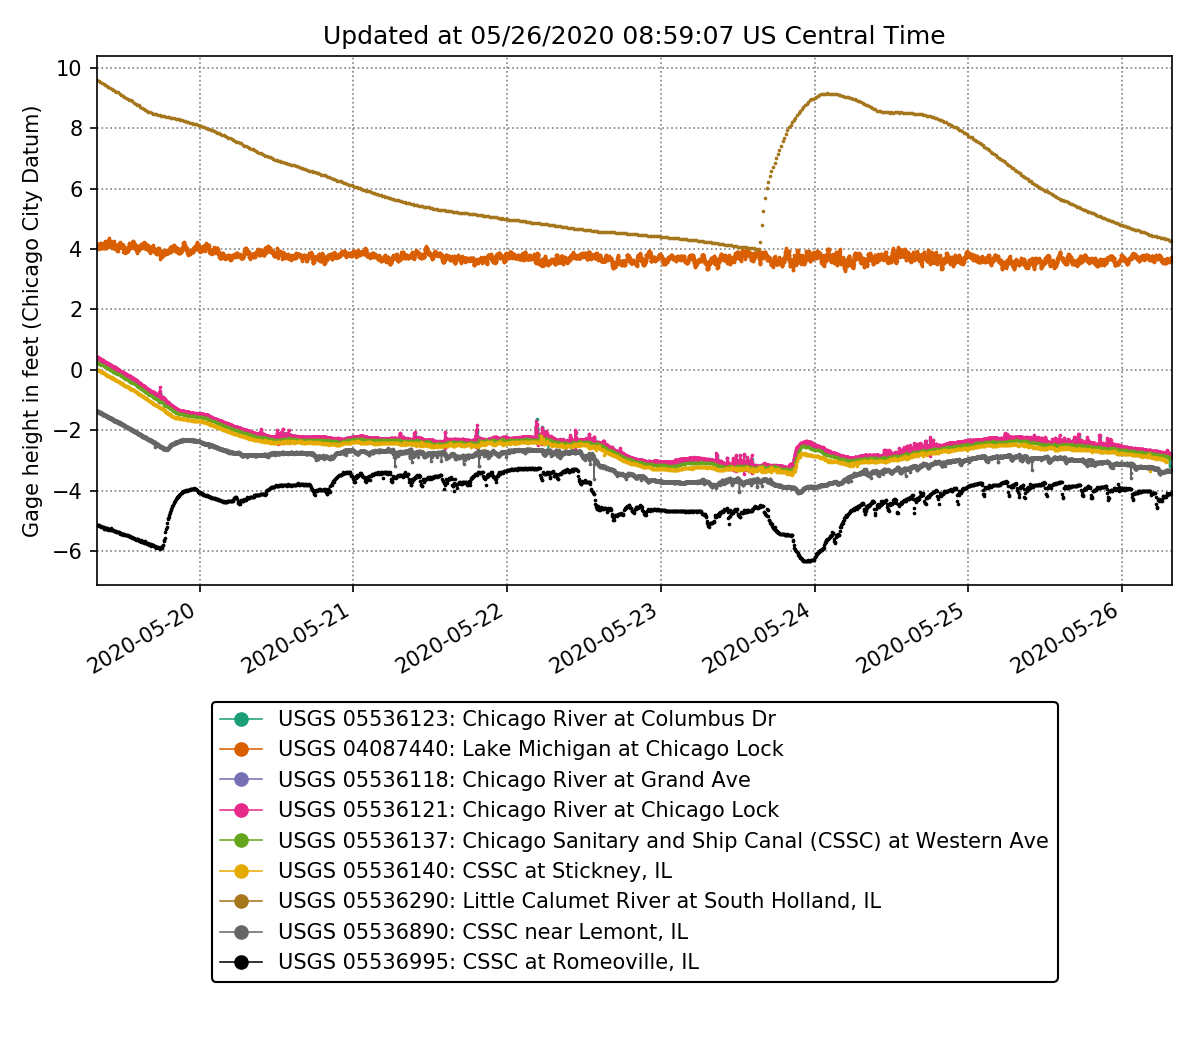 Updated at 05/26/2020 08:59:07 US Central Time
Gage height in feet (Chicago City Datum)
10
8
6
4
2
0
−2
−4
−6
2020-05-20
2020-05-21
2020-05-22
2020-05-23
2020-05-24
2020-05-25
2020-05-26
USGS 05536123: Chicago River at Columbus Dr
USGS 04087440: Lake Michigan at Chicago Lock
USGS 05536118: Chicago River at Grand Ave
USGS 05536121: Chicago River at Chicago Lock
USGS 05536137: Chicago Sanitary and Ship Canal (CSSC) at Western Ave
USGS 05536140: CSSC at Stickney, IL
USGS 05536290: Little Calumet River at South Holland, IL
USGS 05536890: CSSC near Lemont, IL
USGS 05536995: CSSC at Romeoville, IL